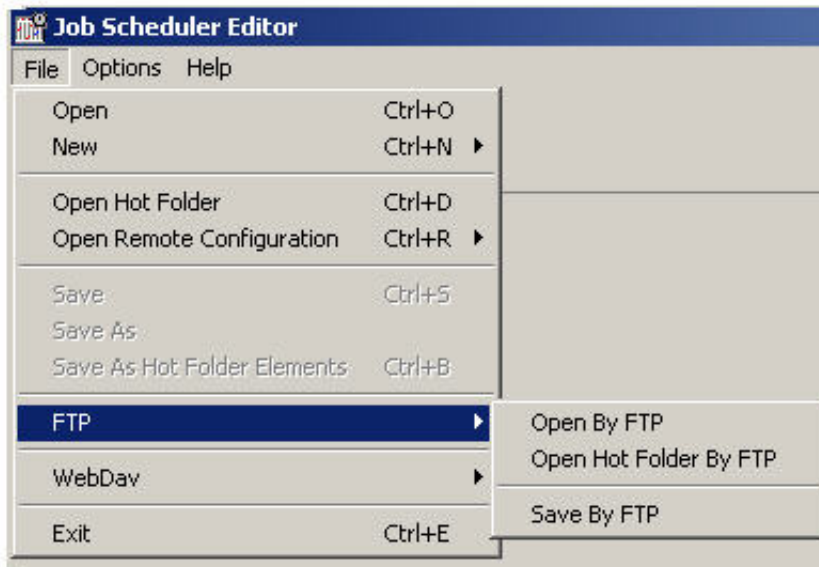 Job Scheduler Editor
File Options Help
Open Ctrl+O
New Ctrl+N
Open Hot Folder Ctrl+D
Open Remote Configuration Ctrl+R
Save Ctrl+S
Save As
Save As Hot Folder Elements Ctrl+B
FTP
Open By FTP
Open Hot Folder By FTP
Save By FTP
WebDav
Exit Ctrl+E